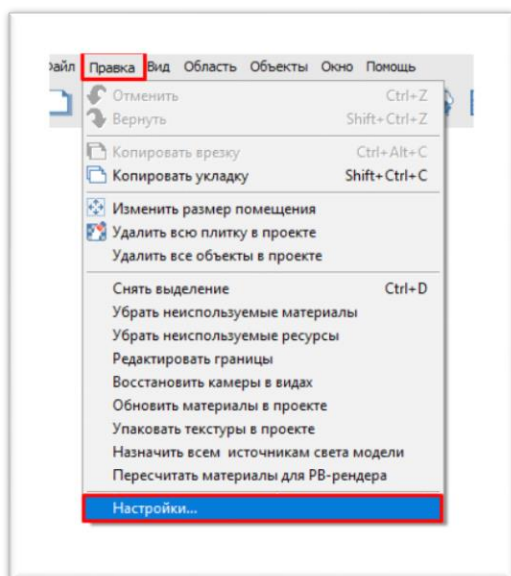 Файл Правка Вид Область Объекты Окно Помощь
Отменить Ctrl+Z
Вернуть Shift+Ctrl+Z
Копировать врезку Ctrl+Alt+C
Копировать укладку Shift+Ctrl+C
Изменить размер помещения
Удалить всю плитку в проекте
Удалить все объекты в проекте
Снять выделение Ctrl+D
Убрать неиспользуемые материалы
Убрать неиспользуемые ресурсы
Редактировать границы
Восстановить камеры в видах
Обновить материалы в проекте
Упаковать текстуры в проекте
Назначить всем источникам света модели
Пересчитать материалы для РВ-рендера
Настройки...